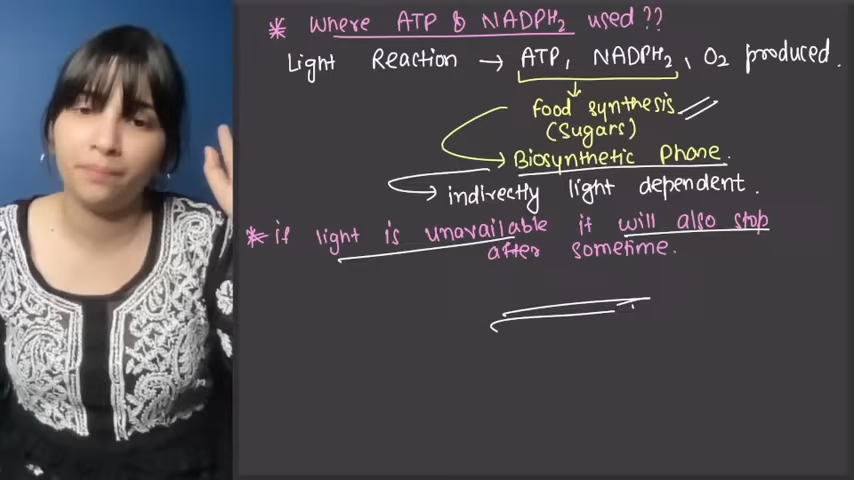 * Where ATP & NADPH₂ used ??
Light Reaction → ATP, NADPH₂, O₂ produced.
Food synthesis
(Sugars)
Biosynthetic Phone.
indirectly light dependent.
* if light is unavailable it will also stop
after sometime.